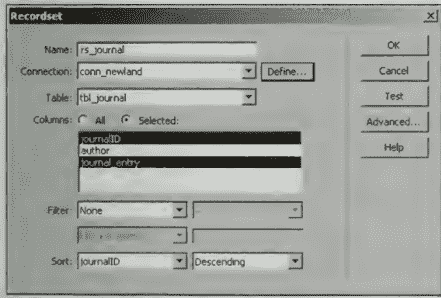 Recordset
Name: rs_journal OK
Connection: conn_newland Define... Cancel
Table: tbl_journal Test
Columns: All Selected: Advanced...
journalID Help
author
journal_entry
Filter: None
Sort: journalID Descending